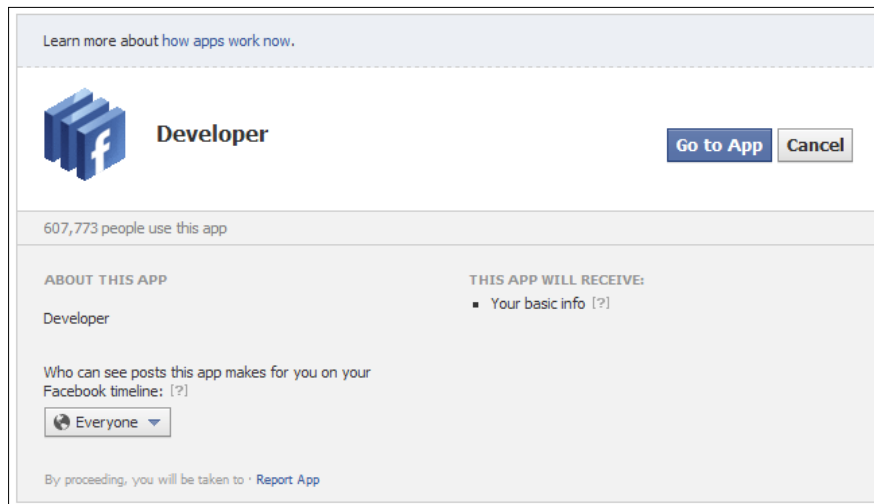 Learn more about how apps work now.
Developer
Go to App
Cancel
607,773 people use this app
ABOUT THIS APP
Developer
Who can see posts this app makes for you on your
Facebook timeline: [?]
Everyone
THIS APP WILL RECEIVE:
Your basic info [?]
By proceeding, you will be taken to · Report App